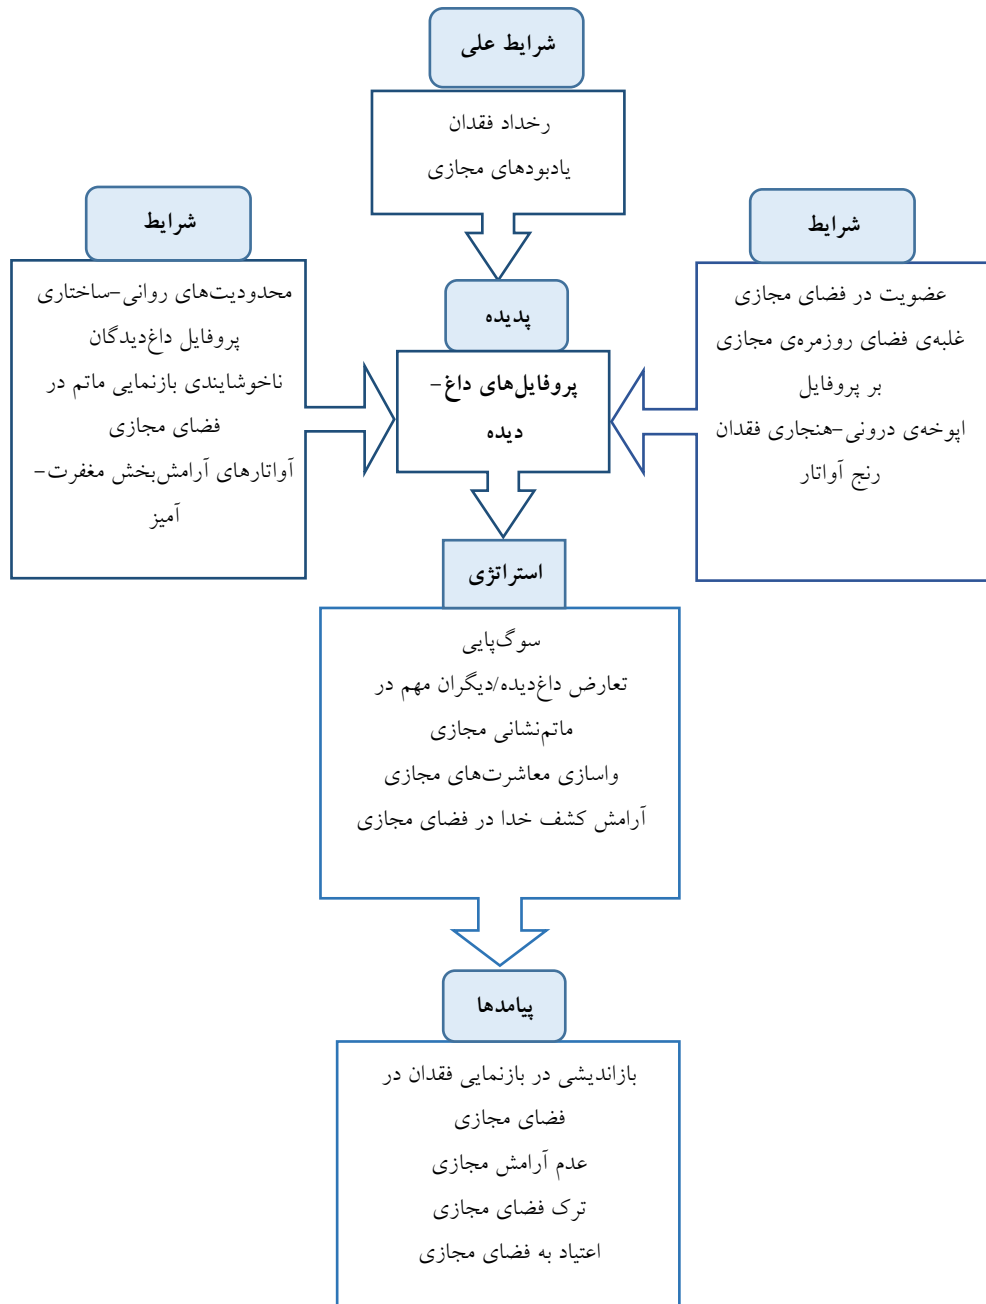 شرایط علی
رخداد فقدان
یادبودهای مجازی
شرایط
عضویت در فضای مجازی
غلبه‌ی فضای روزمره‌ی مجازی
بر پروفایل
اپوخه‌ی درونی-هنجاری فقدان
رنج آواتار
شرایط
محدودیت‌های روانی-ساختاری
پروفایل داغ‌دیدگان
ناخوشایندی بازنمایی ماتم در
فضای مجازی
آواتارهای آرامش‌بخش مغفرت-
آمیز
پدیده
پروفایل‌های داغ-
دیده
استراتژی
سوگ‌پایی
تعارض داغ‌دیده/دیگران مهم در
ماتم‌نشانی مجازی
واسازی معاشرت‌های مجازی
آرامش کشف خدا در فضای مجازی
پیامدها
بازاندیشی در بازنمایی فقدان در
فضای مجازی
عدم آرامش مجازی
ترک فضای مجازی
اعتیاد به فضای مجازی